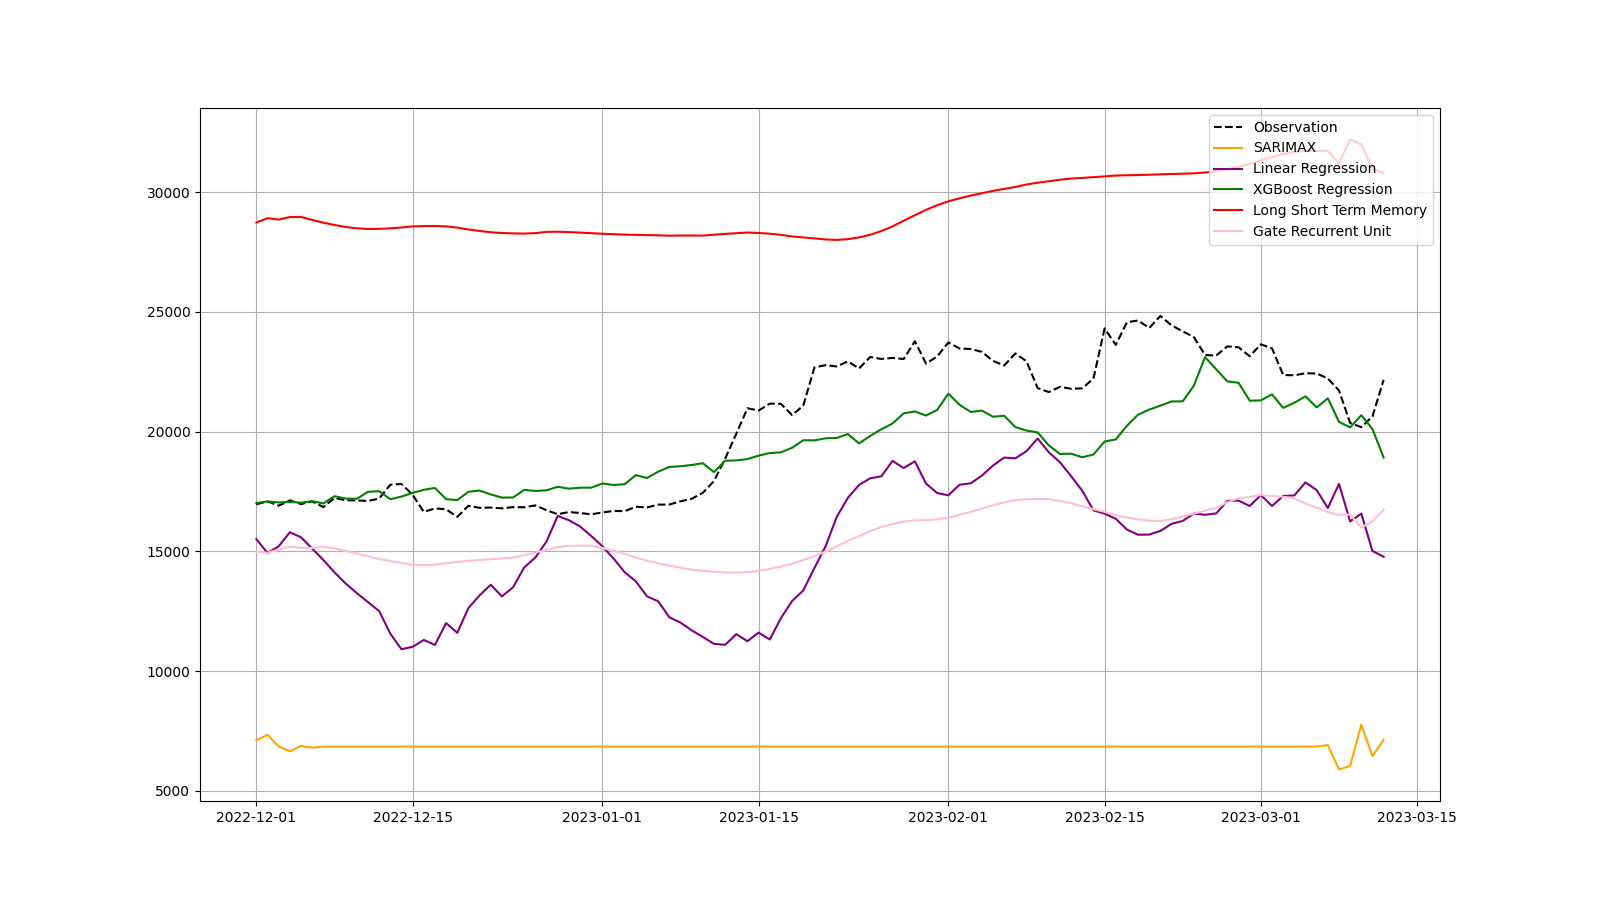 Observation
SARIMAX
Linear Regression
XGBoost Regression
Long Short Term Memory
Gate Recurrent Unit
30000
25000
20000
15000
10000
5000
2022-12-01 2022-12-15 2023-01-01 2023-01-15 2023-02-01 2023-02-15 2023-03-01 2023-03-15